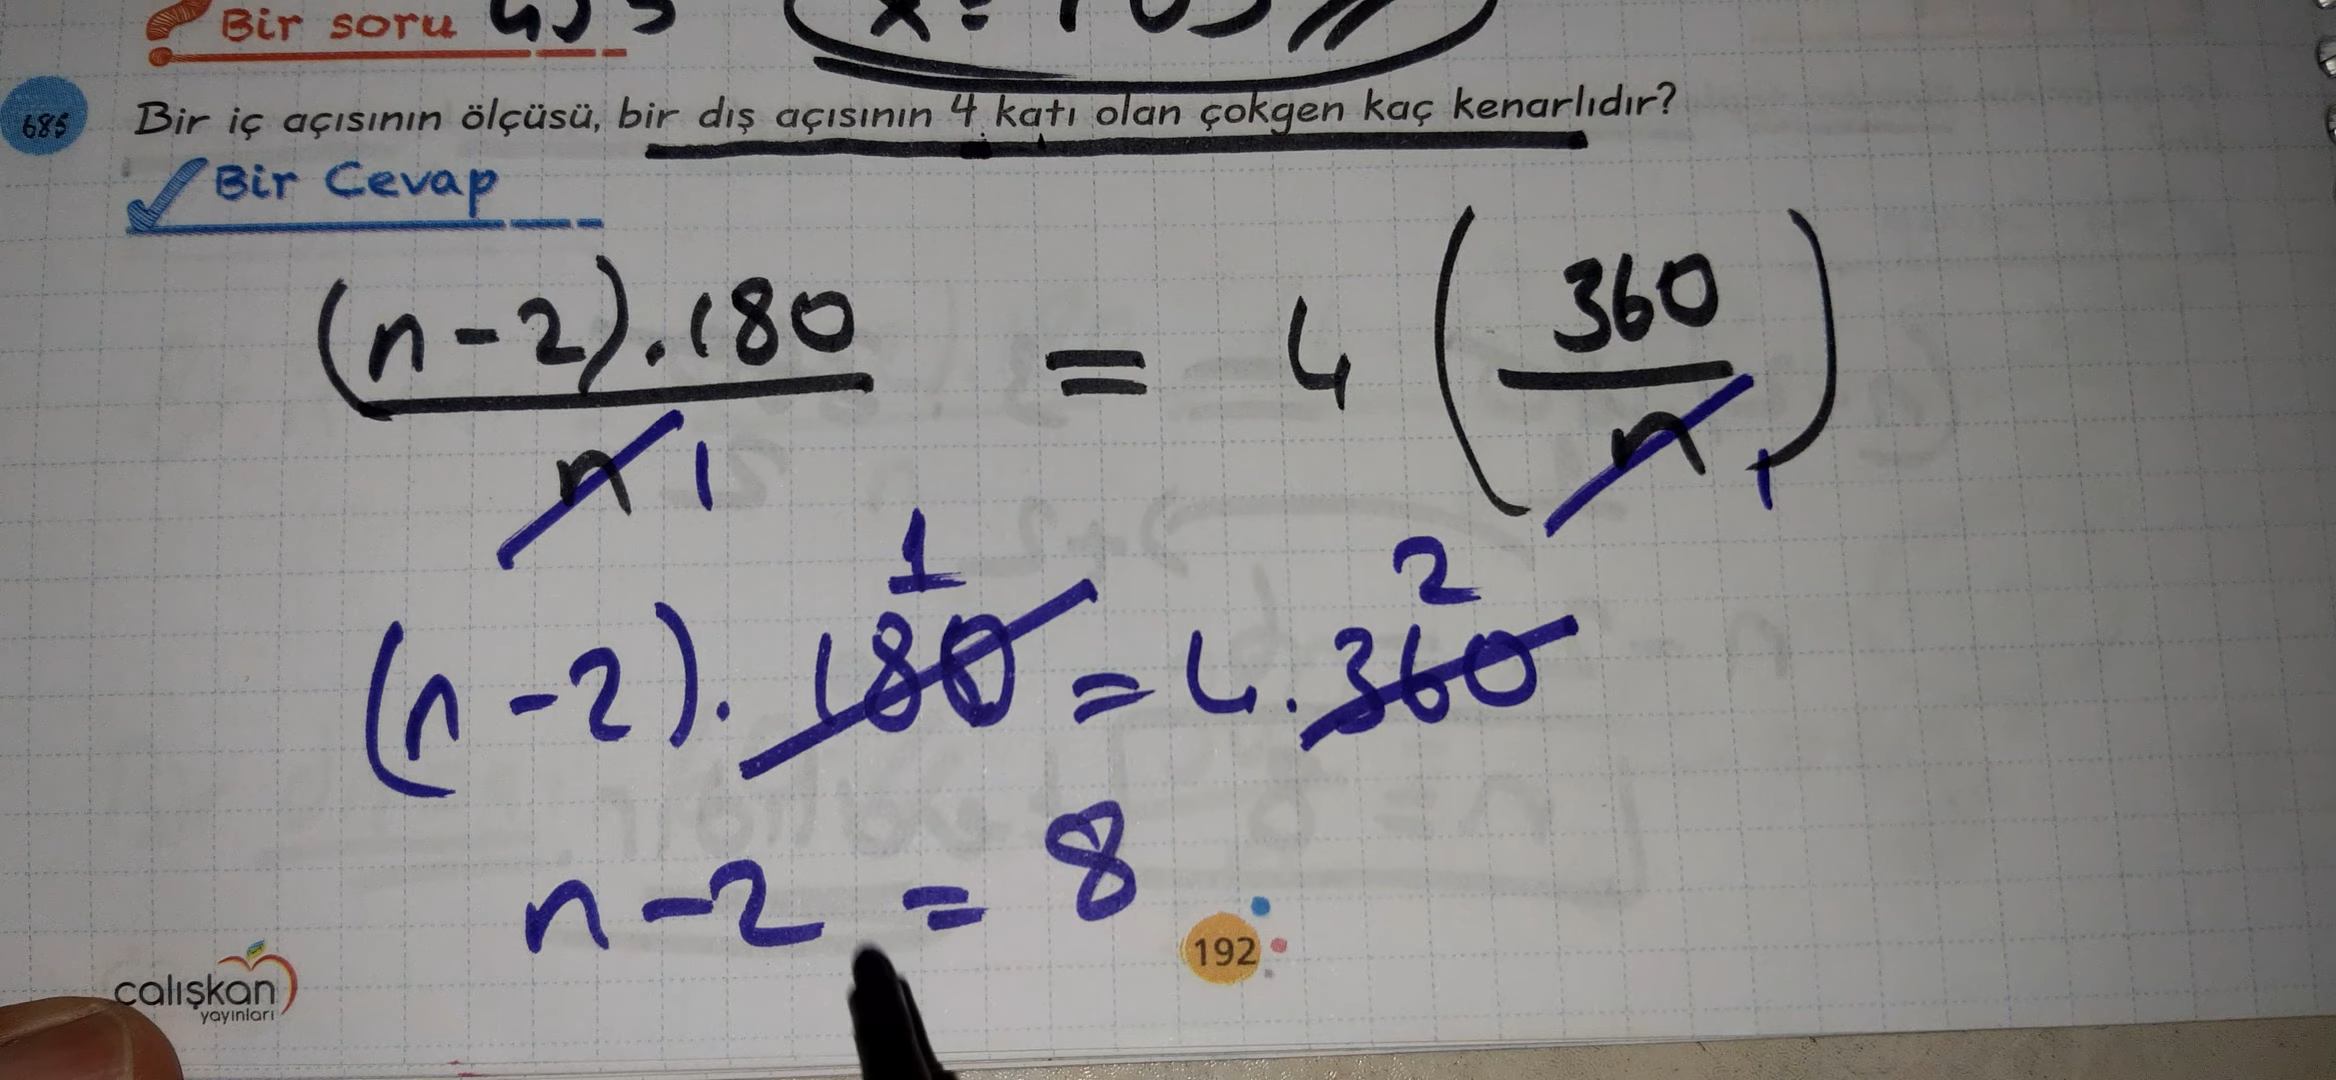 Bir soru
685 Bir iç açısının ölçüsü, bir dış açısının 4 katı olan çokgen kaç kenarlıdır?
Bir Cevap
(n-2).180 / n 1 = 4 (360 / n 1)
1 2
(n-2).180 = 4.360
n-2 = 8
192
çalışkan
yayınları